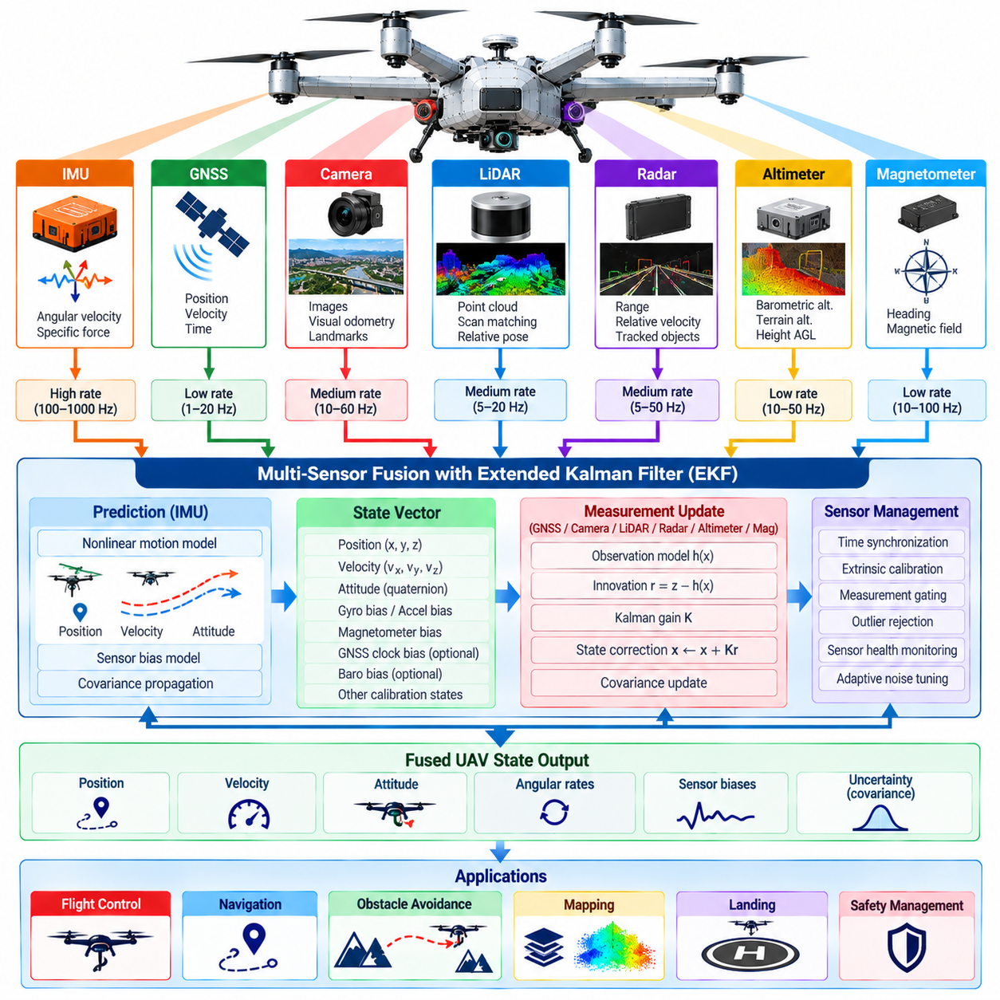 IMU
GNSS
Camera
LiDAR
Radar
Altimeter
Magnetometer
Angular velocity
Specific force
Position
Velocity
Time
Images
Visual odometry
Landmarks
Point cloud
Scan matching
Relative pose
Range
Relative velocity
Tracked objects
Barometric alt.
Terrain alt.
Height AGL
N
Heading
Magnetic field
High rate
(100–1000 Hz)
Low rate
(1–20 Hz)
Medium rate
(10–60 Hz)
Medium rate
(5–20 Hz)
Medium rate
(5–50 Hz)
Low rate
(10–50 Hz)
Low rate
(10–100 Hz)
Multi-Sensor Fusion with Extended Kalman Filter (EKF)
Prediction (IMU)
Nonlinear motion model
Position
Velocity
Attitude
Sensor bias model
Covariance propagation
State Vector
Position (x, y, z)
Velocity (vx, vy, vz)
Attitude (quaternion)
Gyro bias / Accel bias
Magnetometer bias
GNSS clock bias (optional)
Baro bias (optional)
Other calibration states
Measurement Update
(GNSS / Camera / LiDAR / Radar / Altimeter / Mag)
Observation model h(x)
Innovation r = z – h(x)
Kalman gain K
State correction x ← x + Kr
Covariance update
Sensor Management
Time synchronization
Extrinsic calibration
Measurement gating
Outlier rejection
Sensor health monitoring
Adaptive noise tuning
Fused UAV State Output
Position
Velocity
Attitude
Angular rates
Sensor biases
Uncertainty
(covariance)
Applications
Flight Control
Navigation
Obstacle Avoidance
Mapping
Landing
Safety Management
H